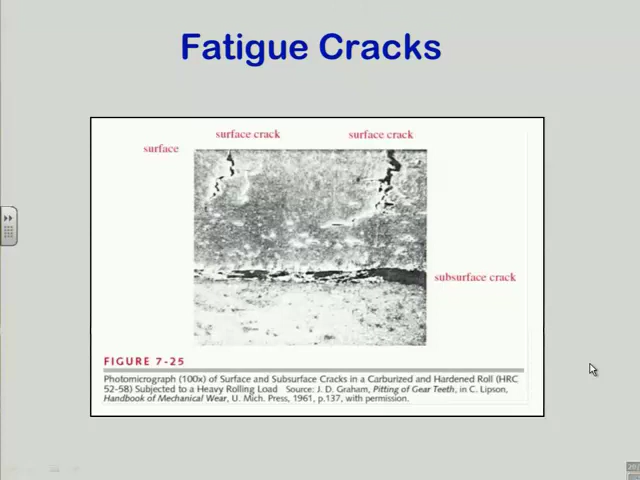 Fatigue Cracks
surface crack surface crack
surface
subsurface crack
FIGURE 7-25
Photomicrograph (100x) of Surface and Subsurface Cracks in a Carburized and Hardened Roll (HRC
52-58) Subjected to a Heavy Rolling Load Source: J. D. Graham, Pitting of Gear Teeth, in C. Lipson,
Handbook of Mechanical Wear, U. Mich. Press, 1961, p.137, with permission.